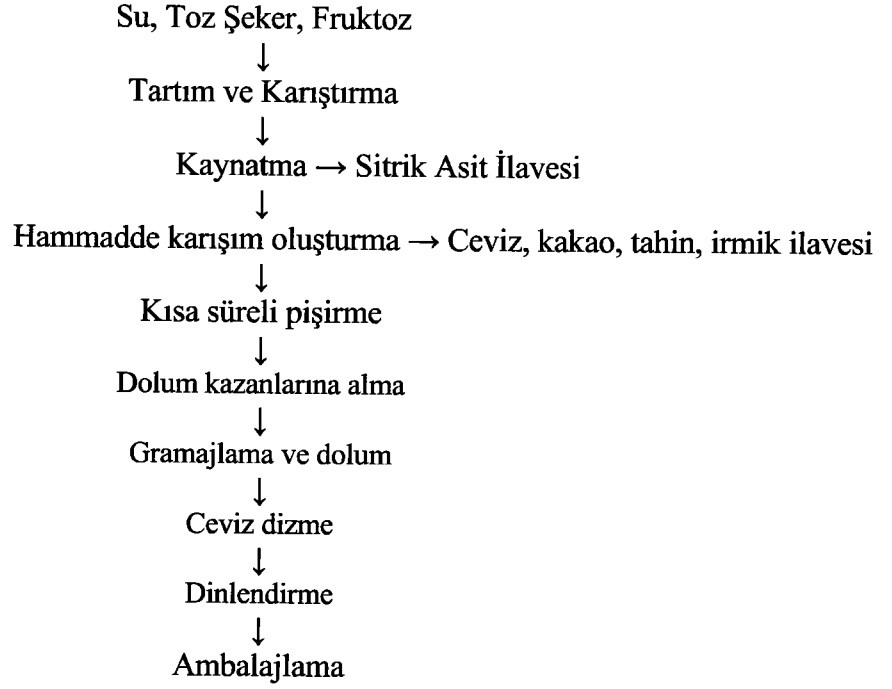 Su, Toz Şeker, Fruktoz
↓
Tartım ve Karıştırma
↓
Kaynatma → Sitrik Asit İlavesi
↓
Hammadde karışım oluşturma → Ceviz, kakao, tahin, irmik ilavesi
↓
Kısa süreli pişirme
↓
Dolum kazanlarına alma
↓
Gramajlama ve dolum
↓
Ceviz dizme
↓
Dinlendirme
↓
Ambalajlama